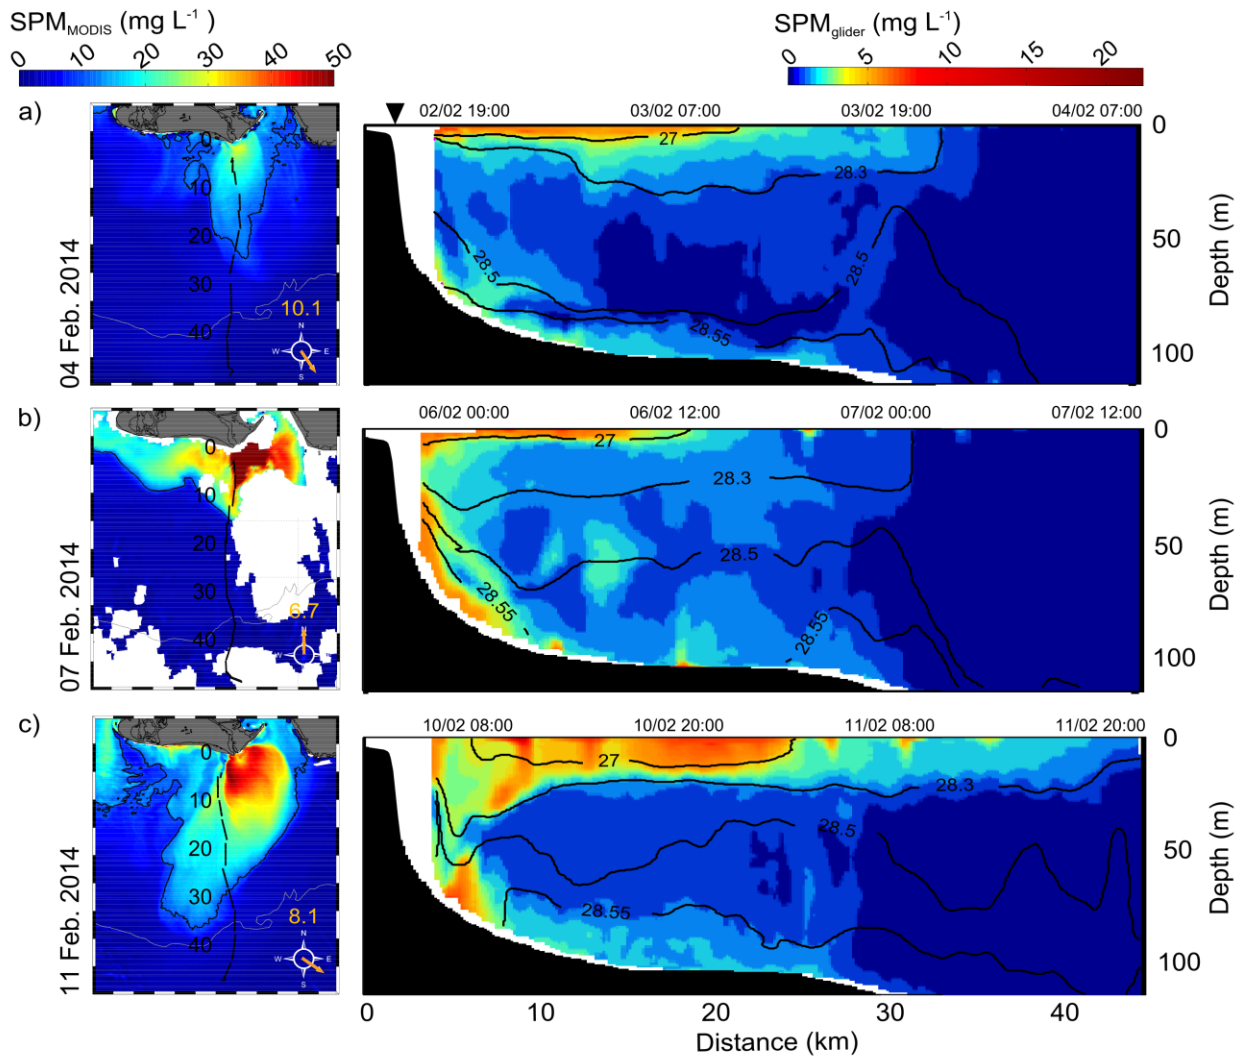 SPM_MODIS (mg L⁻¹)
0 10 20 30 40 50
SPM_glider (mg L⁻¹)
0 5 10 15 20
a)
04 Feb. 2014
0
10
20
30
40
10.1
N
W E
S
02/02 19:00 03/02 07:00 03/02 19:00 04/02 07:00
27
28.3
28.5
28.5
28.55
0
50
100
Depth (m)
b)
07 Feb. 2014
0
10
20
30
40
6.7
N
W
06/02 00:00 06/02 12:00 07/02 00:00 07/02 12:00
27
28.3
28.5
28.55
28.55
0
50
100
Depth (m)
c)
11 Feb. 2014
0
10
20
30
40
8.1
N
W E
S
10/02 08:00 10/02 20:00 11/02 08:00 11/02 20:00
27
28.3
28.5
28.55
0
50
100
Depth (m)
0 10 20 30 40
Distance (km)